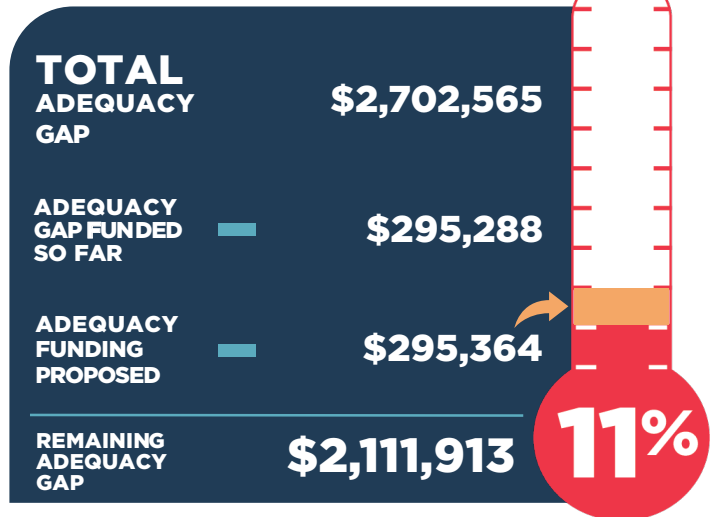 TOTAL
ADEQUACY
GAP
$2,702,565
ADEQUACY
GAP FUNDED
SO FAR
$295,288
ADEQUACY
FUNDING
PROPOSED
$295,364
REMAINING
ADEQUACY
GAP
$2,111,913
11%